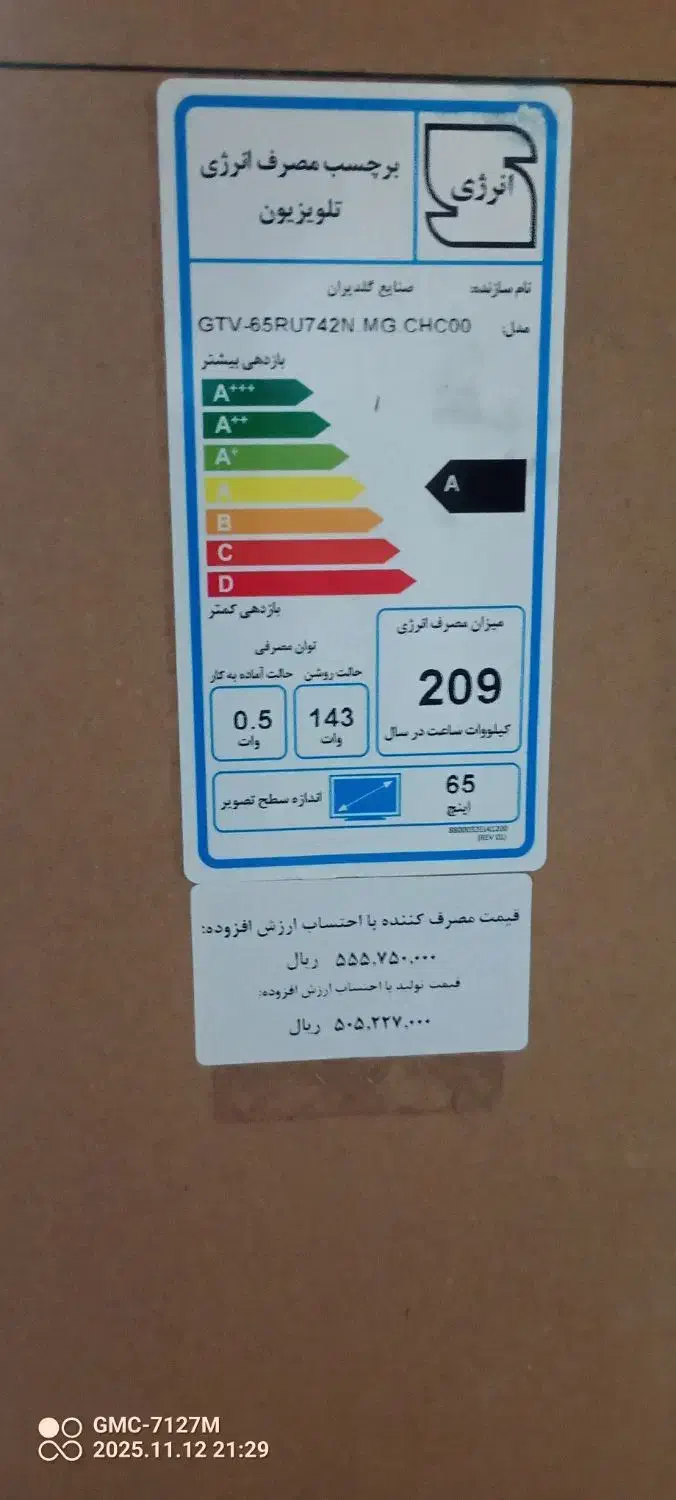 انرژی
برچسب مصرف انرژی
تلویزیون
نام سازنده: صنایع گلدیران
مدل: GTV-65RU742N.MG.CHC00
بازدهی بیشتر
A+++
A++
A+
A
A
B
C
D
بازدهی کمتر
میزان مصرف انرژی
209
کیلووات ساعت در سال
توان مصرفی
حالت روشن
143
وات
حالت آماده به کار
0.5
وات
65
اینچ
اندازه سطح تصویر
(REV 01)
قیمت مصرف کننده با احتساب ارزش افزوده:
۵۵۵,۷۵۰,۰۰۰ ریال
قیمت تولید با احتساب ارزش افزوده:
۵۰۵,۲۲۷,۰۰۰ ریال
GMC-7127M
2025.11.12 21:29